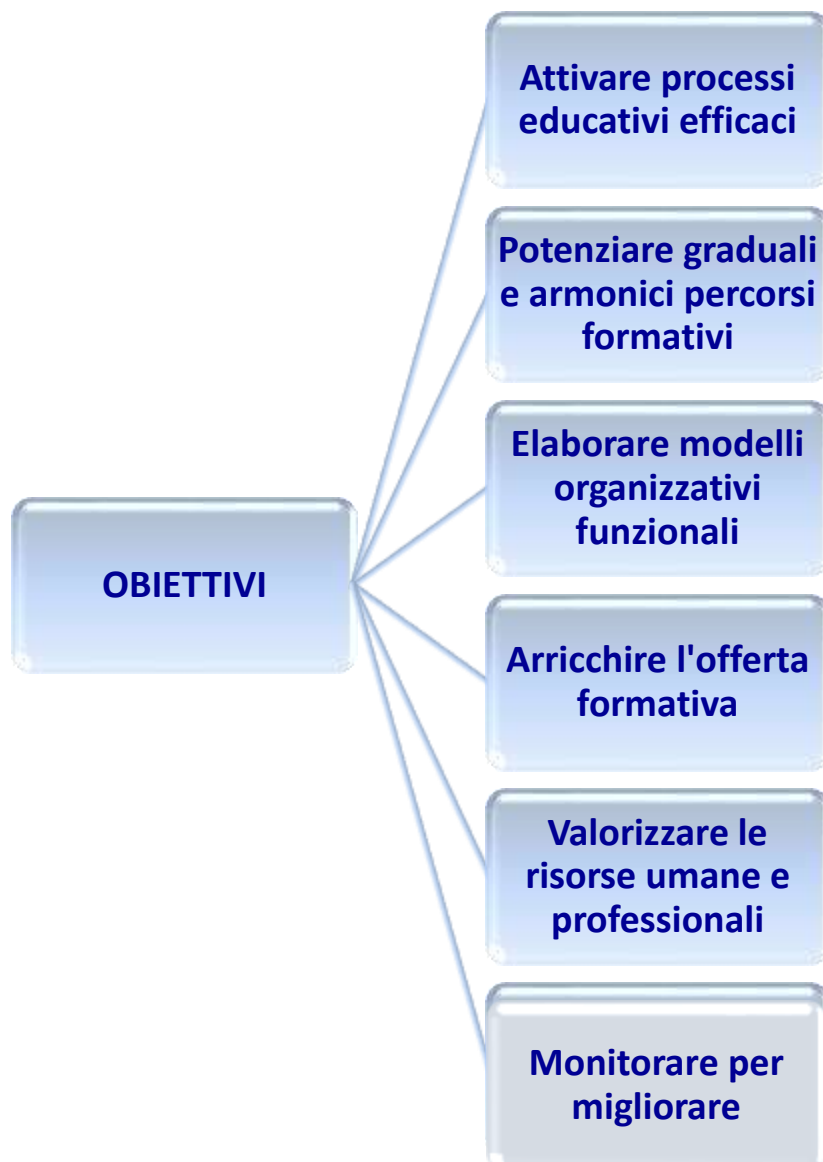 Attivare processi
educativi efficaci
Potenziare graduali
e armonici percorsi
formativi
Elaborare modelli
organizzativi
funzionali
OBIETTIVI
Arricchire l'offerta
formativa
Valorizzare le
risorse umane e
professionali
Monitorare per
migliorare